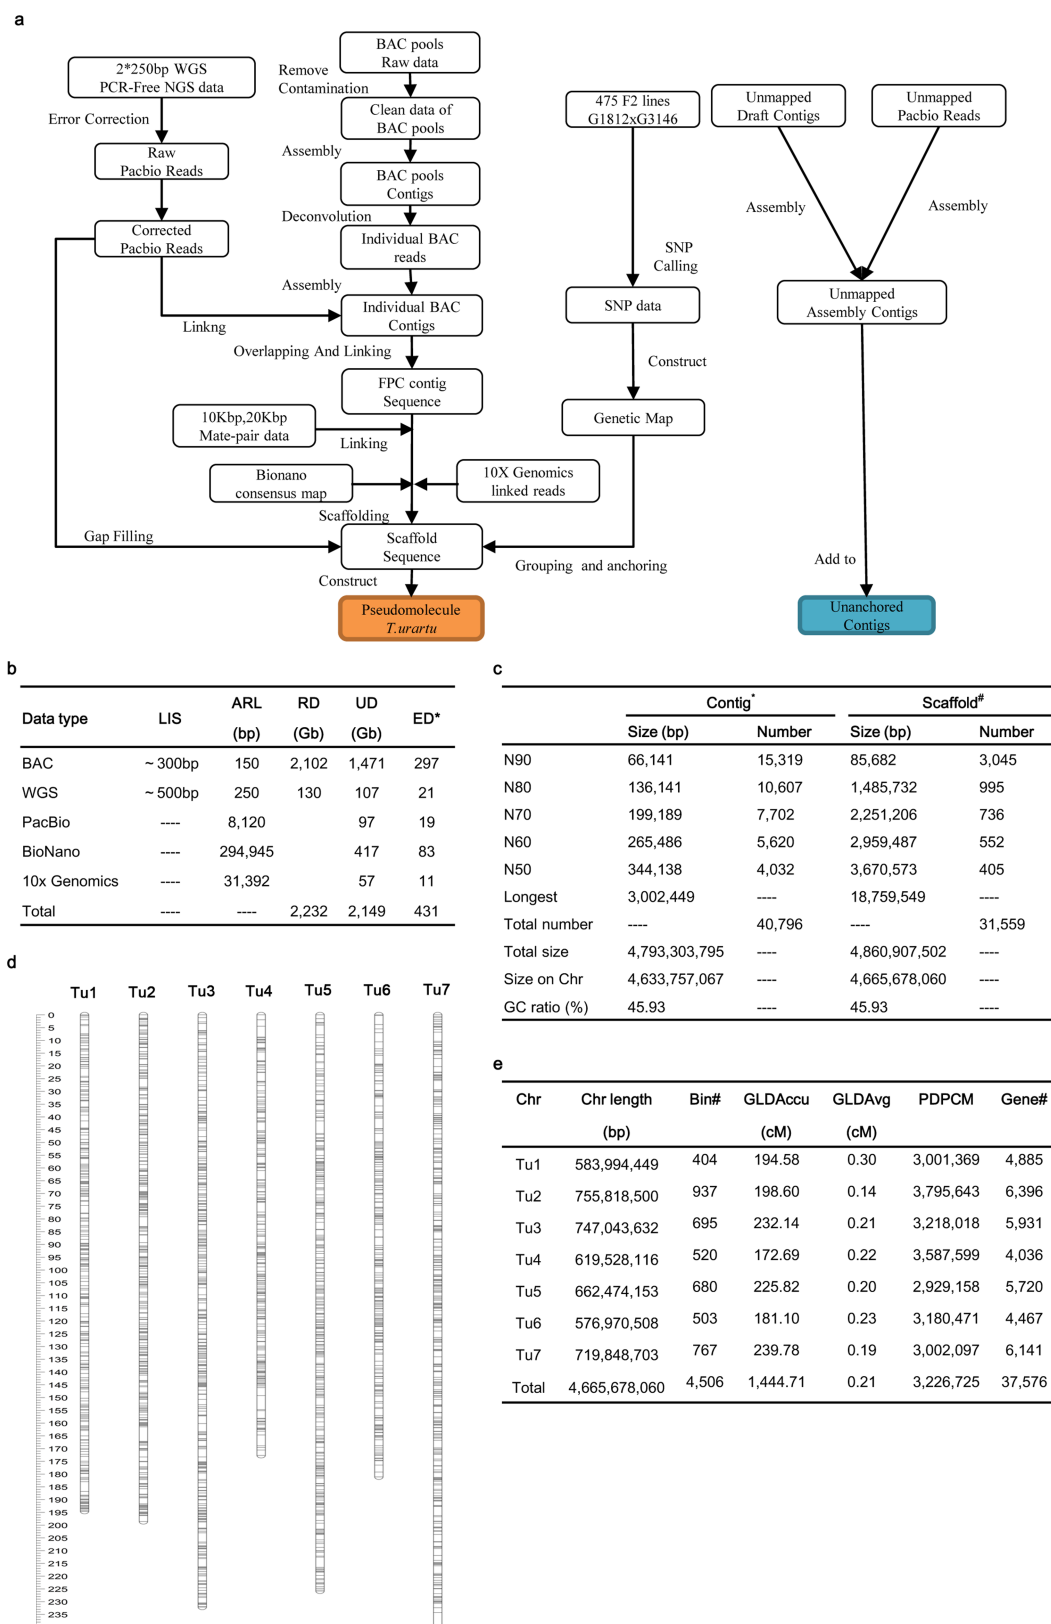 a
BAC pools
Raw data
2*250bp WGS
PCR-Free NGS data
Remove
Contamination
475 F2 lines
G1812xG3146
Unmapped
Draft Contigs
Unmapped
Pacbio Reads
Clean data of
BAC pools
Error Correction
Raw
Pacbio Reads
Assembly
BAC pools
Contigs
Assembly
Assembly
Deconvolution
Corrected
Pacbio Reads
Individual BAC
reads
SNP
Calling
Assembly
Individual BAC
Contigs
SNP data
Unmapped
Assembly Contigs
Linkng
Overlapping And Linking
Construct
FPC contig
Sequence
10Kbp,20Kbp
Mate-pair data
Linking
Genetic Map
Bionano
consensus map
10X Genomics
linked reads
Scaffolding
Gap Filling
Scaffold
Sequence
Grouping and anchoring
Add to
Construct
Pseudomolecule
T.urartu
Unanchored
Contigs
b
Data type LIS ARL (bp) RD (Gb) UD (Gb) ED*
BAC ~300bp 150 2,102 1,471 297
WGS ~500bp 250 130 107 21
PacBio ---- 8,120 97 19
BioNano ---- 294,945 417 83
10x Genomics ---- 31,392 57 11
Total ---- ---- 2,232 2,149 431
c
Contig* Scaffold#
Size (bp) Number Size (bp) Number
N90 66,141 15,319 85,682 3,045
N80 136,141 10,607 1,485,732 995
N70 199,189 7,702 2,251,206 736
N60 265,486 5,620 2,959,487 552
N50 344,138 4,032 3,670,573 405
Longest 3,002,449 ---- 18,759,549 ----
Total number ---- 40,796 ---- 31,559
Total size 4,793,303,795 ---- 4,860,907,502 ----
Size on Chr 4,633,757,067 ---- 4,665,678,060 ----
GC ratio (%) 45.93 ---- 45.93 ----
d
Tu1 Tu2 Tu3 Tu4 Tu5 Tu6 Tu7
0
5
10
15
20
25
30
35
40
45
50
55
60
65
70
75
80
85
90
95
100
105
110
115
120
125
130
135
140
145
150
155
160
165
170
175
180
185
190
195
200
205
210
215
220
225
230
235
e
Chr Chr length (bp) Bin# GLDAccu (cM) GLDAvg (cM) PDPCM Gene#
Tu1 583,994,449 404 194.58 0.30 3,001,369 4,885
Tu2 755,818,500 937 198.60 0.14 3,795,643 6,396
Tu3 747,043,632 695 232.14 0.21 3,218,018 5,931
Tu4 619,528,116 520 172.69 0.22 3,587,599 4,036
Tu5 662,474,153 680 225.82 0.20 2,929,158 5,720
Tu6 576,970,508 503 181.10 0.23 3,180,471 4,467
Tu7 719,848,703 767 239.78 0.19 3,002,097 6,141
Total 4,665,678,060 4,506 1,444.71 0.21 3,226,725 37,576